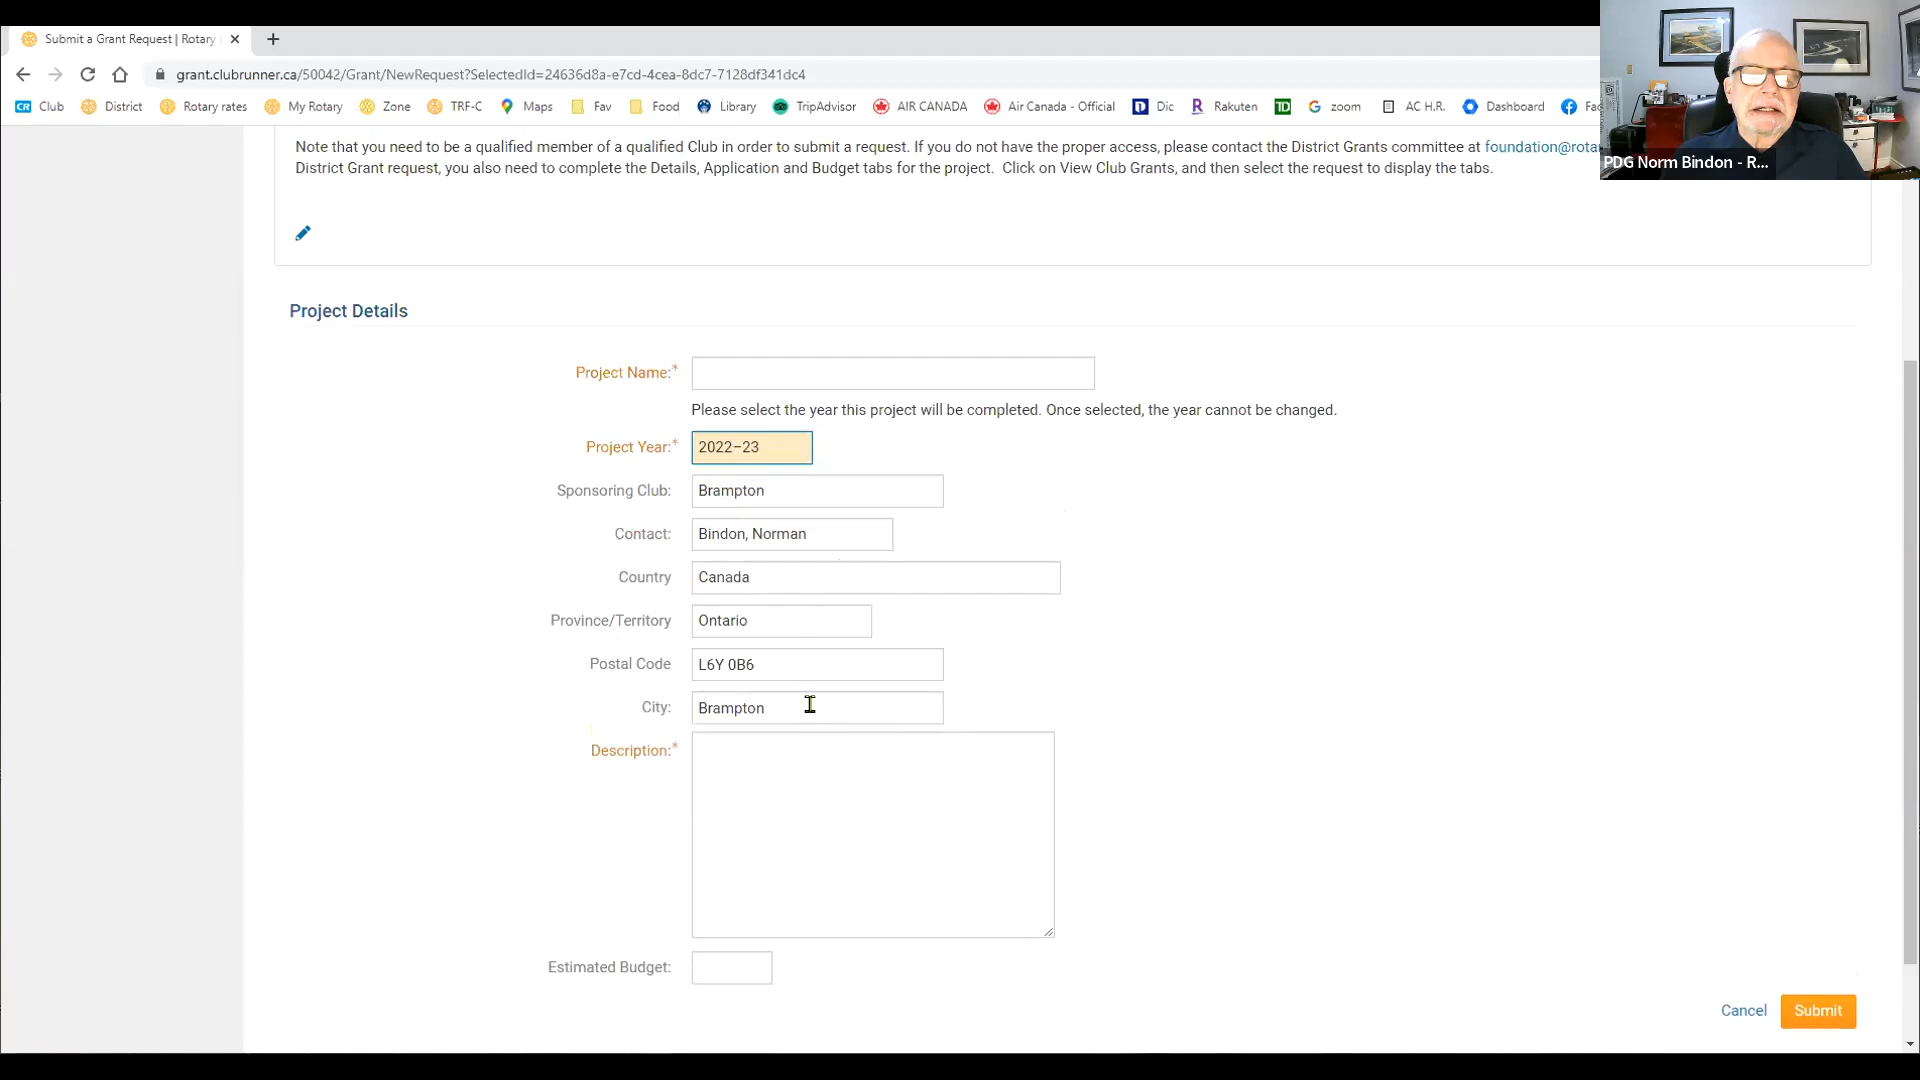 Submit a Grant Request | Rotary
grant.clubrunner.ca/50042/Grant/NewRequest?SelectedId=24636d8a-e7cd-4cea-8dc7-7128df341dc4
CR Club District Rotary rates My Rotary Zone TRF-C Maps Fav Food Library TripAdvisor AIR CANADA Air Canada - Official D Dic R Rakuten TD G zoom AC H.R. Dashboard
PDG Norm Bindon - R...
Note that you need to be a qualified member of a qualified Club in order to submit a request. If you do not have the proper access, please contact the District Grants committee at foundation@rota
District Grant request, you also need to complete the Details, Application and Budget tabs for the project. Click on View Club Grants, and then select the request to display the tabs.
Project Details
Project Name:*
Please select the year this project will be completed. Once selected, the year cannot be changed.
Project Year:* 2022–23
Sponsoring Club: Brampton
Contact: Bindon, Norman
Country Canada
Province/Territory Ontario
Postal Code L6Y 0B6
City: Brampton
Description:*
Estimated Budget:
Cancel Submit